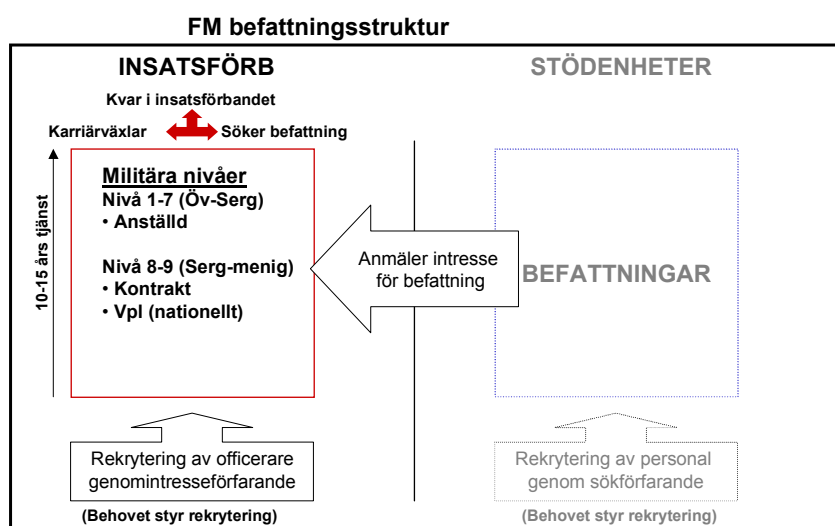 FM befattningsstruktur
INSATSFÖRB
Kvar i insatsförbandet
Karriärväxlar
Söker befattning
10-15 års tjänst
Militära nivåer
Nivå 1-7 (Öv-Serg)
• Anställd
Nivå 8-9 (Serg-menig)
• Kontrakt
• Vpl (nationellt)
Rekrytering av officerare
genomintresseförfarande
(Behovet styr rekrytering)
Anmäler intresse
för befattning
STÖDENHETER
BEFATTNINGAR
Rekrytering av personal
genom sökförfarande
(Behovet styr rekrytering)